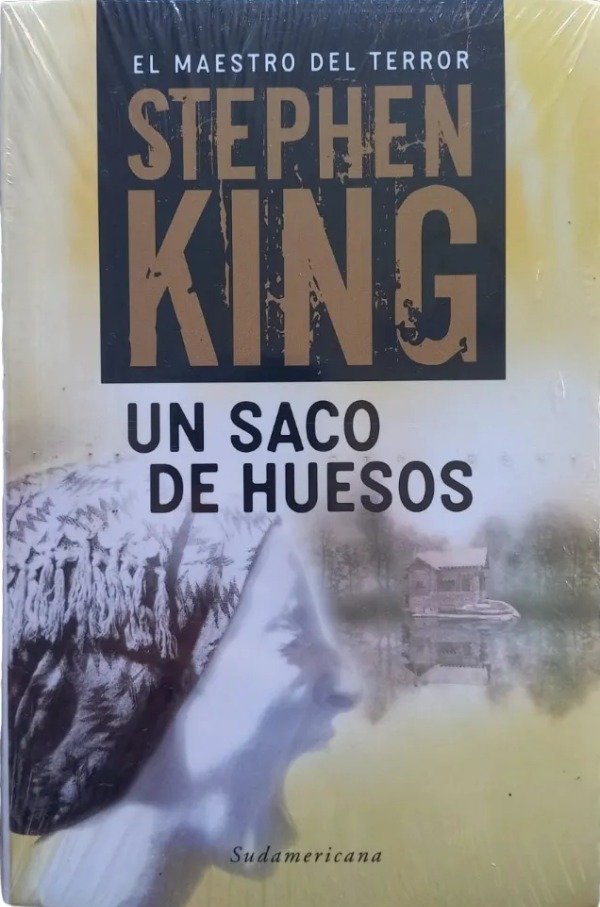 EL MAESTRO DEL TERROR
STEPHEN
KING
UN SACO
DE HUESOS
Sudamericana